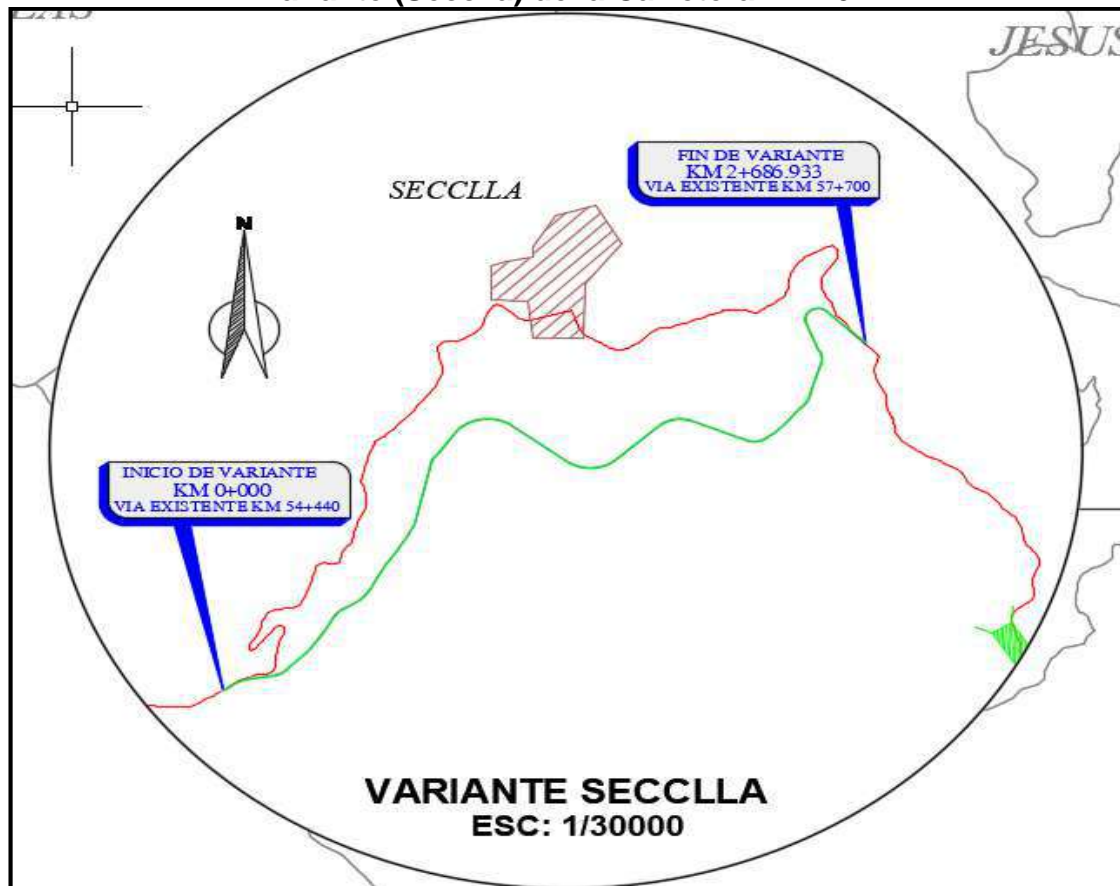 JESUS
FIN DE VARIANTE
KM 2+686.933
VIA EXISTENTE KM 57+700
SECCLLA
N
INICIO DE VARIANTE
KM 0+000
VIA EXISTENTE KM 54+440
VARIANTE SECCLLA
ESC: 1/30000